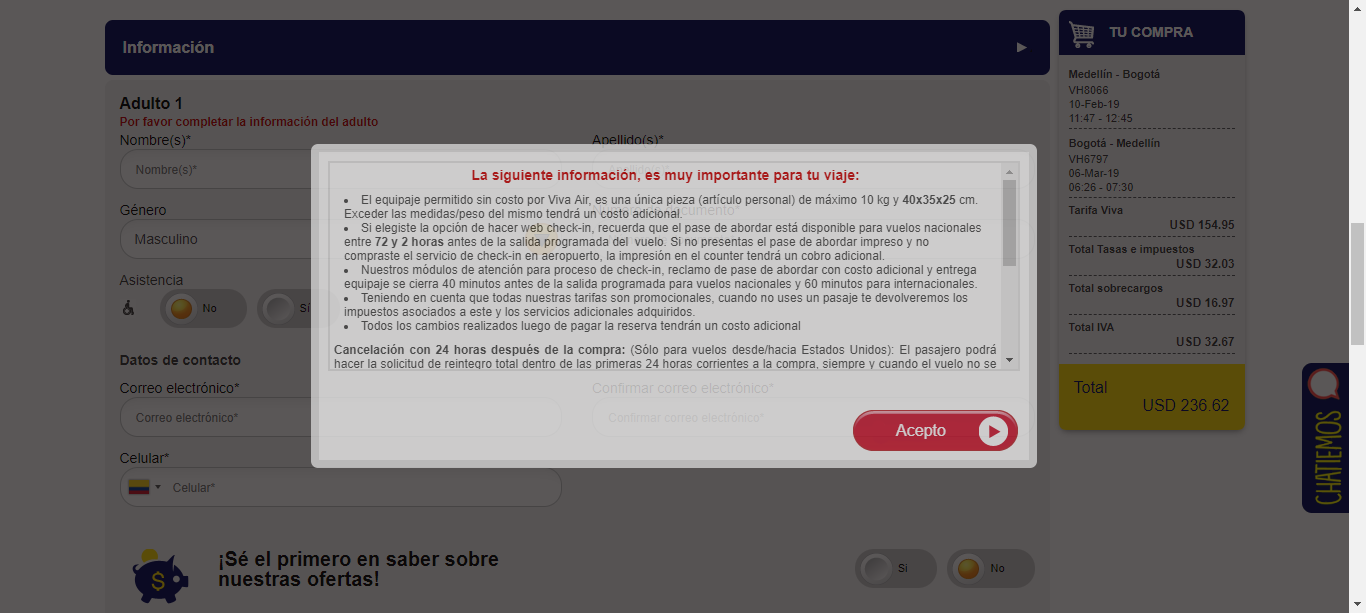 Información
TU COMPRA
Medellín - Bogotá
VH8066
10-Feb-19
11:47 - 12:45
Bogotá - Medellín
VH6797
06-Mar-19
06:26 - 07:30
Tarifa Viva
USD 154.95
Total Tasas e impuestos
USD 32.03
Total sobrecargos
USD 16.97
Total IVA
USD 32.67
Total
USD 236.62
Adulto 1
Por favor completar la información del adulto
Nombre(s)*
Apellido(s)*
Nombre(s)*
Género
Masculino
Asistencia
No
Sí
Datos de contacto
Correo electrónico*
Confirmar correo electrónico*
Correo electrónico*
Confirmar correo electrónico*
Celular*
Celular*
La siguiente información, es muy importante para tu viaje:
• El equipaje permitido sin costo por Viva Air, es una única pieza (artículo personal) de máximo 10 kg y 40x35x25 cm.
Exceder las medidas/peso del mismo tendrá un costo adicional.
• Si elegiste la opción de hacer web check-in, recuerda que el pase de abordar está disponible para vuelos nacionales
entre 72 y 2 horas antes de la salida programada del vuelo. Si presentas el pase de abordar impreso y no
compraste el servicio de check-in en aeropuerto, la impresión en el counter tendrá un cobro adicional.
• Nuestros módulos de atención para proceso de check-in, reclamo de pase de abordar con costo adicional y entrega
equipaje se cierra 40 minutos antes de la salida programada para vuelos nacionales y 60 minutos para internacionales.
• Teniendo en cuenta que todas nuestras tarifas son promocionales, cuando no uses un pasaje te devolveremos los
impuestos asociados a este y los servicios adicionales adquiridos.
• Todos los cambios realizados luego de pagar la reserva tendrán un costo adicional
Cancelación con 24 horas después de la compra: (Sólo para vuelos desde/hacia Estados Unidos): El pasajero podrá
hacer la solicitud de reintegro total dentro de las primeras 24 horas corrientes a la compra, siempre y cuando el vuelo no se
Acepto
CHATIEMOS
¡Sé el primero en saber sobre
nuestras ofertas!
Si
No